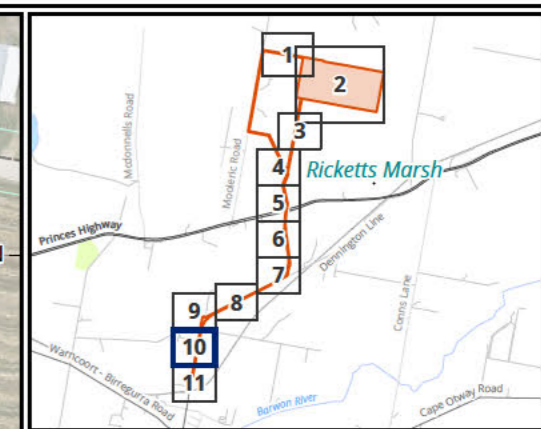 1
2
3
Mcdonnells Road
Mooleric Road
4
Ricketts Marsh
5
Princes Highway
6
Dennington Line
7
8
9
Conns Lane
10
Warncoort - Birregurra Road
11
Barwon River
Cape Otway Road